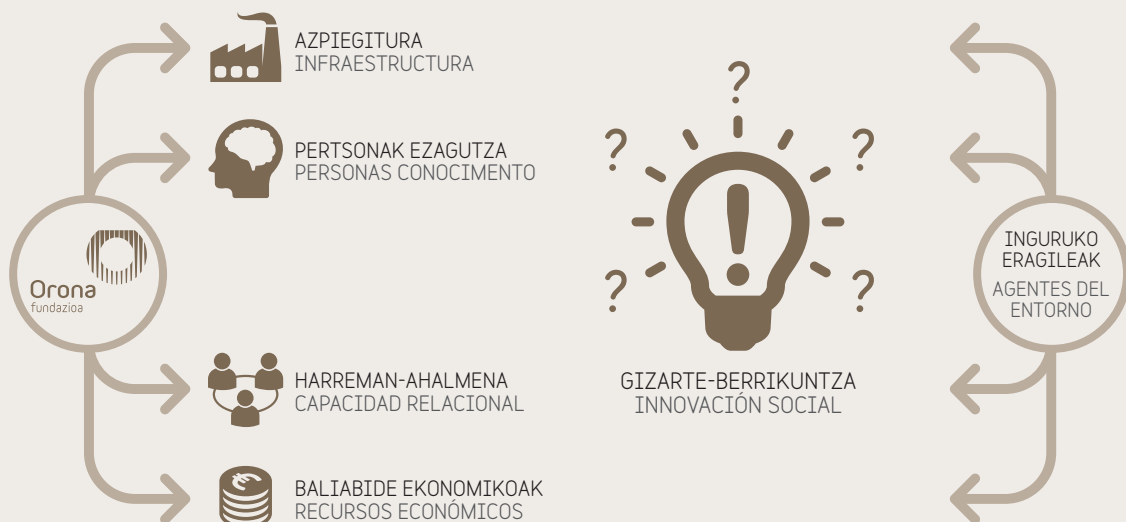 AZPIEGITURA
INFRAESTRUCTURA
PERTSONAK EZAGUTZA
PERSONAS CONOCIMENTO
Orona
fundazioa
HARREMAN-AHALMENA
CAPACIDAD RELACIONAL
BALIABIDE EKONOMIKOAK
RECURSOS ECONÓMICOS
?
?
?
?
?
!
GIZARTE-BERRIKUNTZA
INNOVACIÓN SOCIAL
INGURUKO
ERAGILEAK
AGENTES DEL
ENTORNO
€